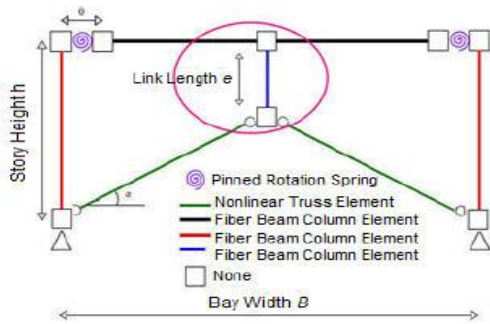 e
Link Length e
Story Height h
α
Pinned Rotation Spring
Nonlinear Truss Element
Fiber Beam Column Element
Fiber Beam Column Element
Fiber Beam Column Element
None
Bay Width B